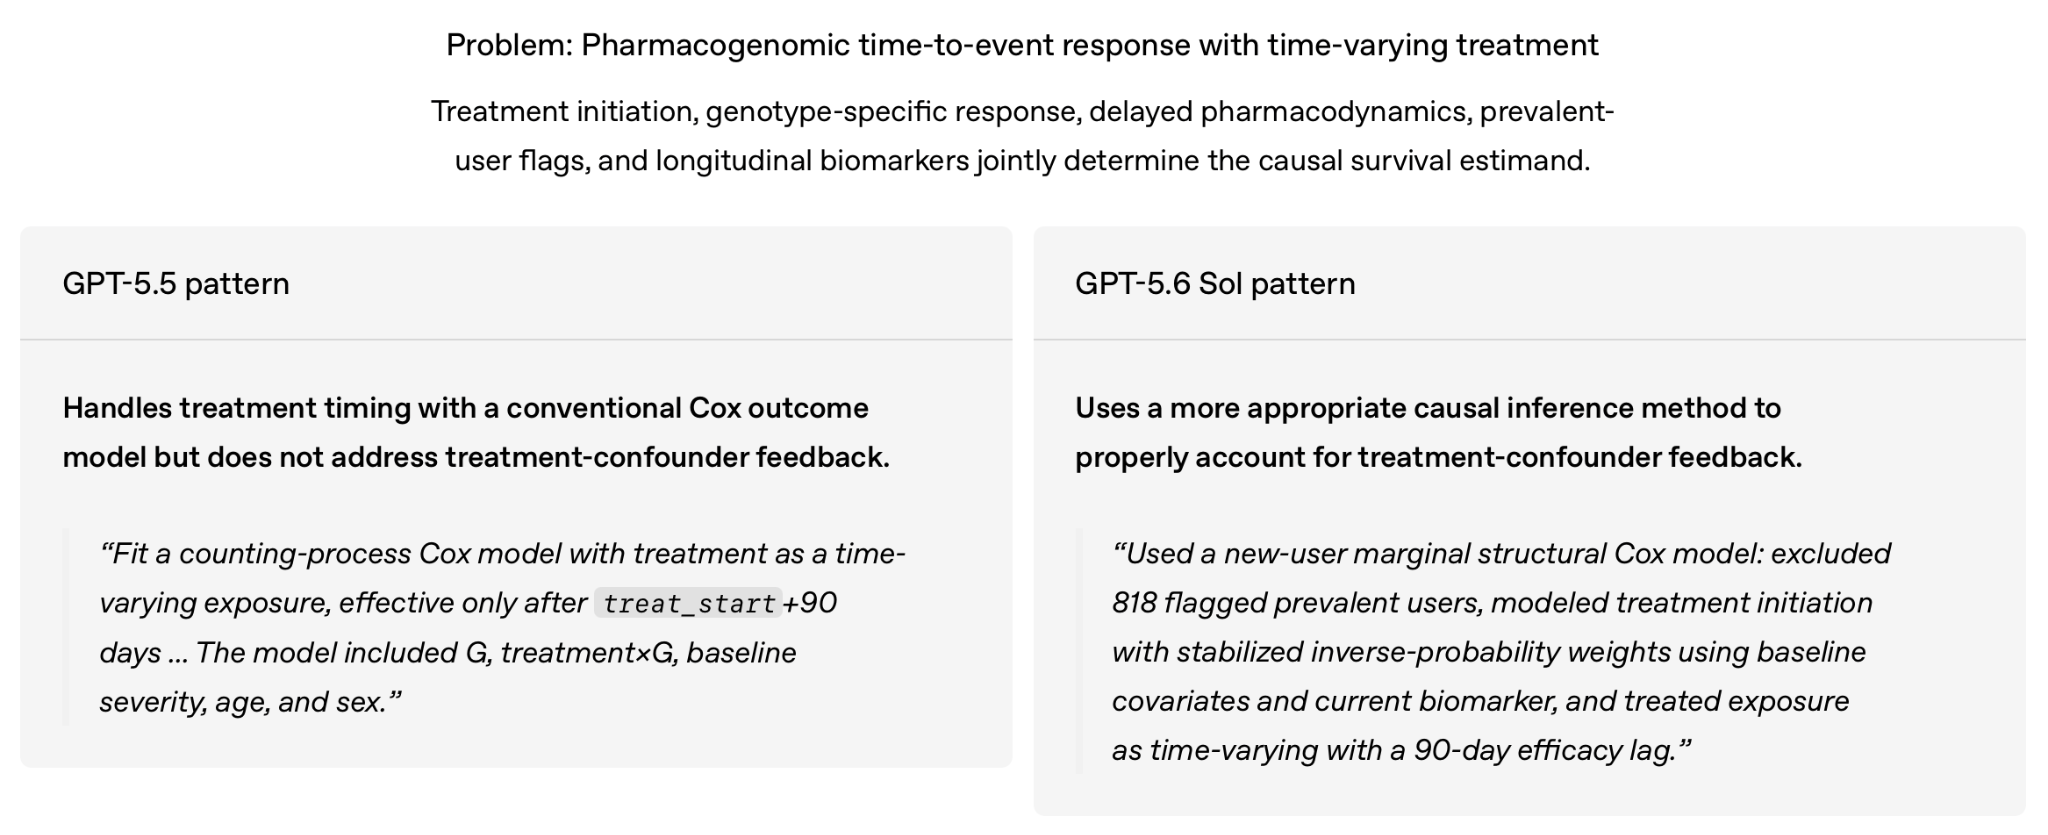 Problem: Pharmacogenomic time-to-event response with time-varying treatment
Treatment initiation, genotype-specific response, delayed pharmacodynamics, prevalent-
user flags, and longitudinal biomarkers jointly determine the causal survival estimand.
GPT-5.5 pattern
Handles treatment timing with a conventional Cox outcome
model but does not address treatment-confounder feedback.
“Fit a counting-process Cox model with treatment as a time-
varying exposure, effective only after treat_start+90
days ... The model included G, treatment×G, baseline
severity, age, and sex.”
GPT-5.6 Sol pattern
Uses a more appropriate causal inference method to
properly account for treatment-confounder feedback.
“Used a new-user marginal structural Cox model: excluded
818 flagged prevalent users, modeled treatment initiation
with stabilized inverse-probability weights using baseline
covariates and current biomarker, and treated exposure
as time-varying with a 90-day efficacy lag.”